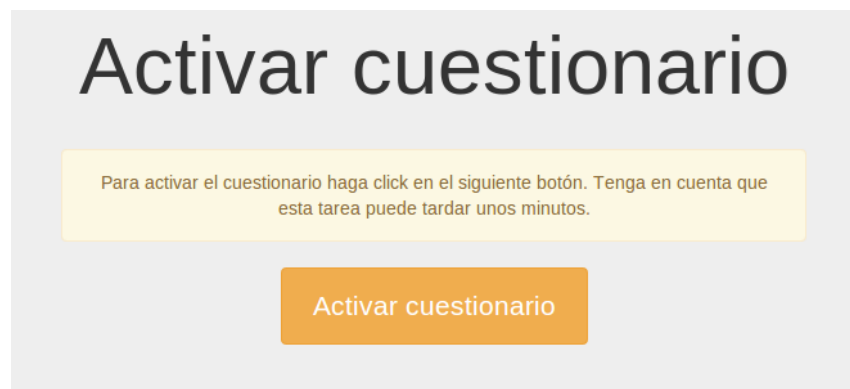 Activar cuestionario
Para activar el cuestionario haga click en el siguiente botón. Tenga en cuenta que
esta tarea puede tardar unos minutos.
Activar cuestionario